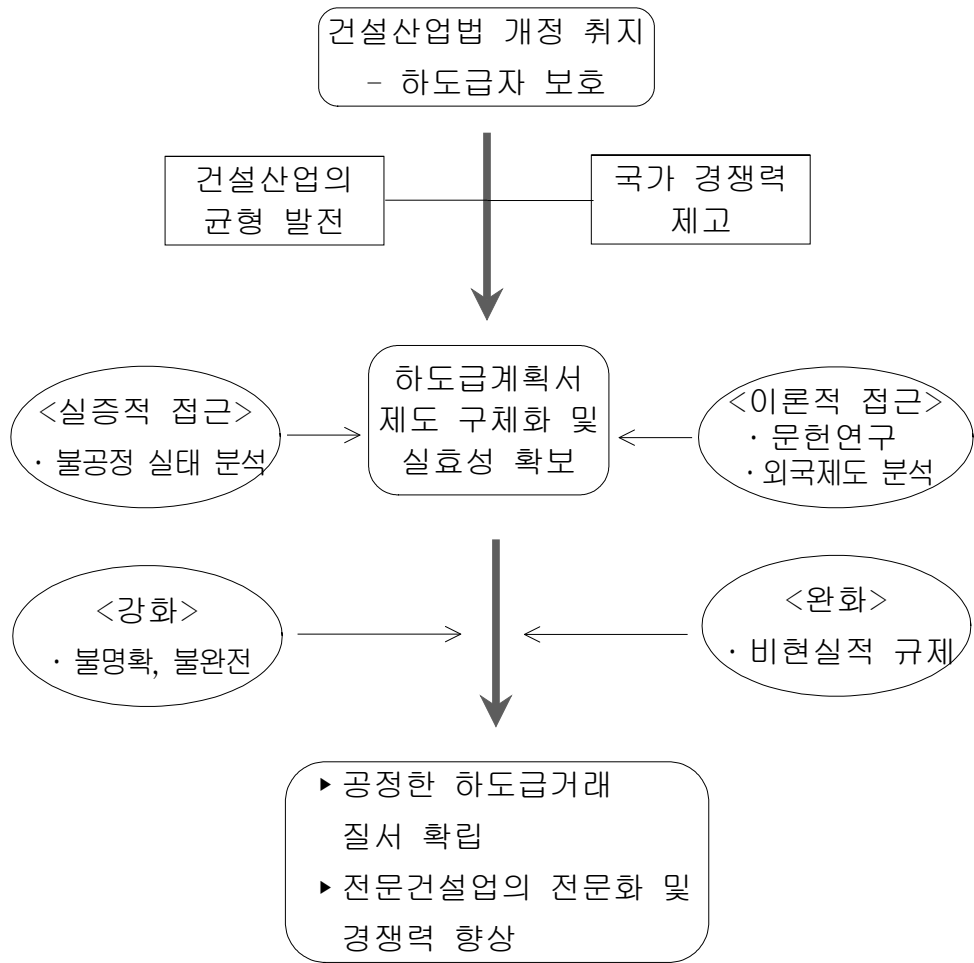 건설산업법 개정 취지
- 하도급자 보호
건설산업의
균형 발전
국가 경쟁력
제고
<실증적 접근>
· 불공정 실태 분석
하도급계획서
제도 구체화 및
실효성 확보
<이론적 접근>
· 문헌연구
· 외국제도 분석
<강화>
· 불명확, 불완전
<완화>
· 비현실적 규제
▶ 공정한 하도급거래
질서 확립
▶ 전문건설업의 전문화 및
경쟁력 향상